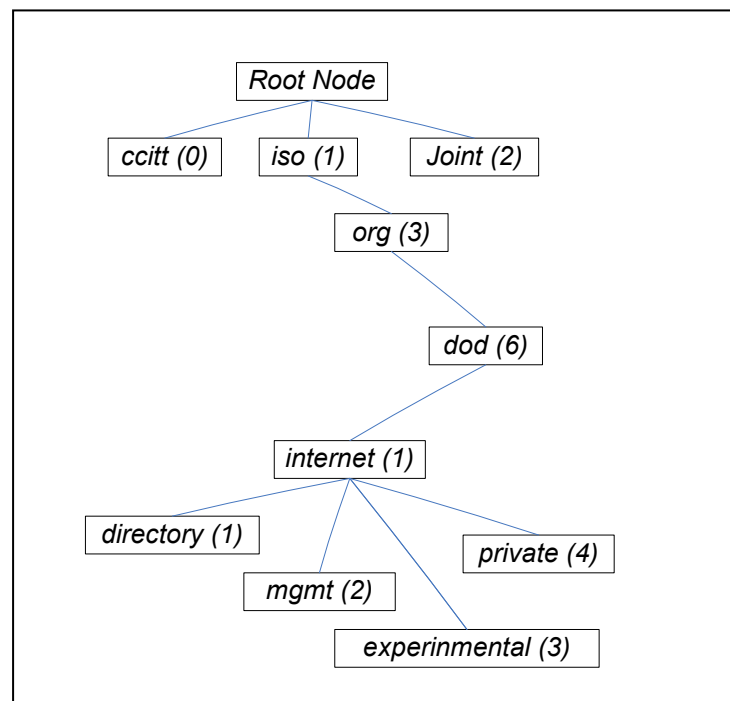 Root Node
ccitt (0)
iso (1)
Joint (2)
org (3)
dod (6)
internet (1)
directory (1)
private (4)
mgmt (2)
experinmental (3)